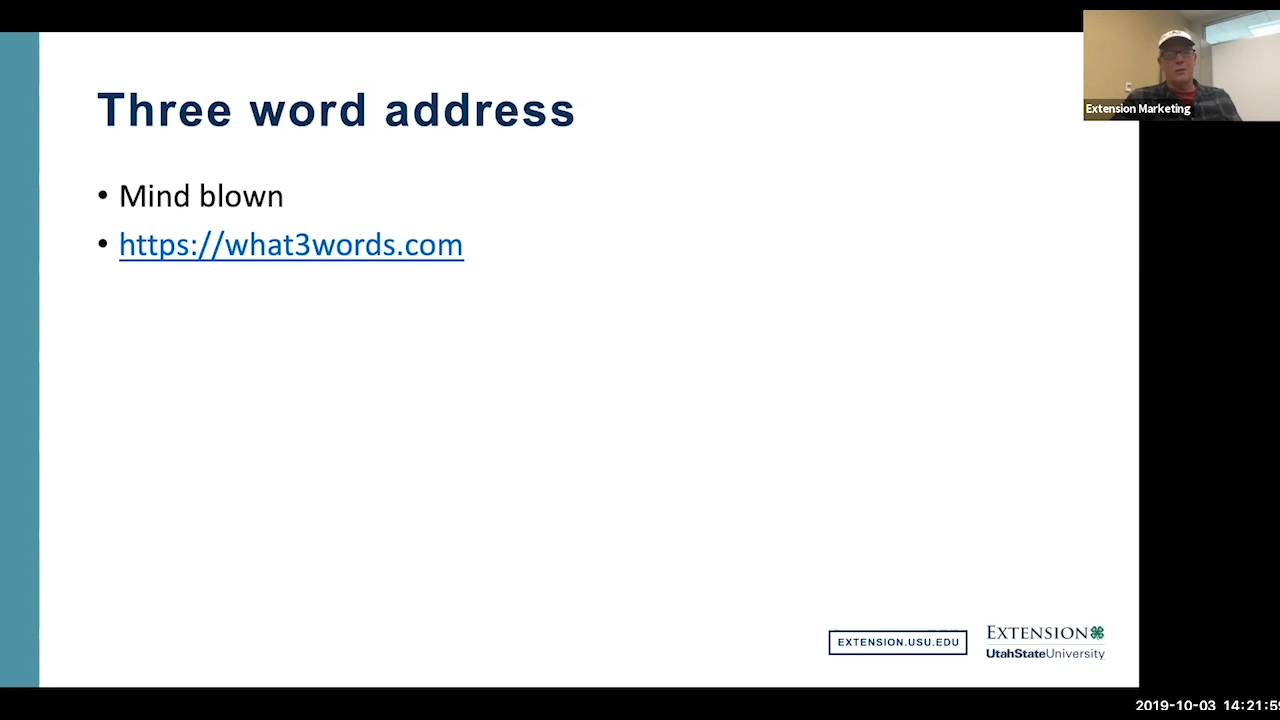 Three word address
• Mind blown
• https://what3words.com
Extension Marketing
EXTENSION.USU.EDU
EXTENSION
UtahStateUniversity
2019-10-03 14:21:5